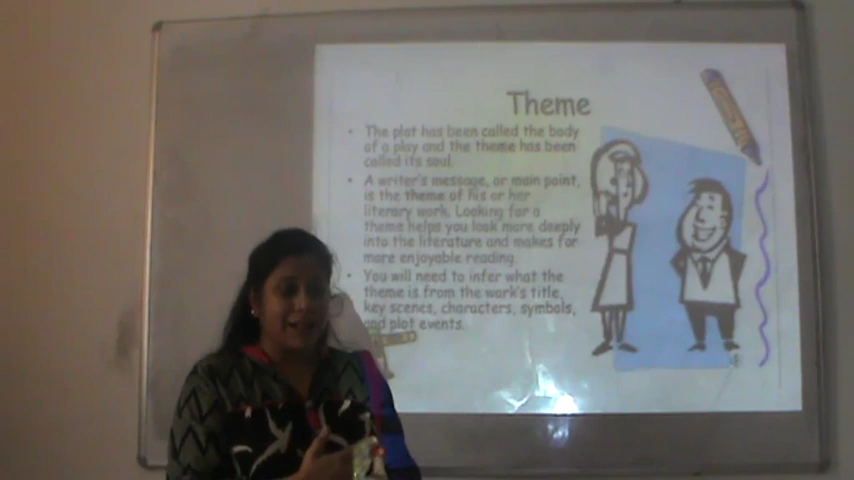 Theme
• The plot has been called the body
of a play and the theme has been
called its soul.
• A writer's message, or main point,
is the theme of his or her
literary work. Looking for a
theme helps you look more deeply
into the literature and makes for
more enjoyable reading.
• You will need to infer what the
theme is from the work's title,
key scenes, characters, symbols,
and plot events.